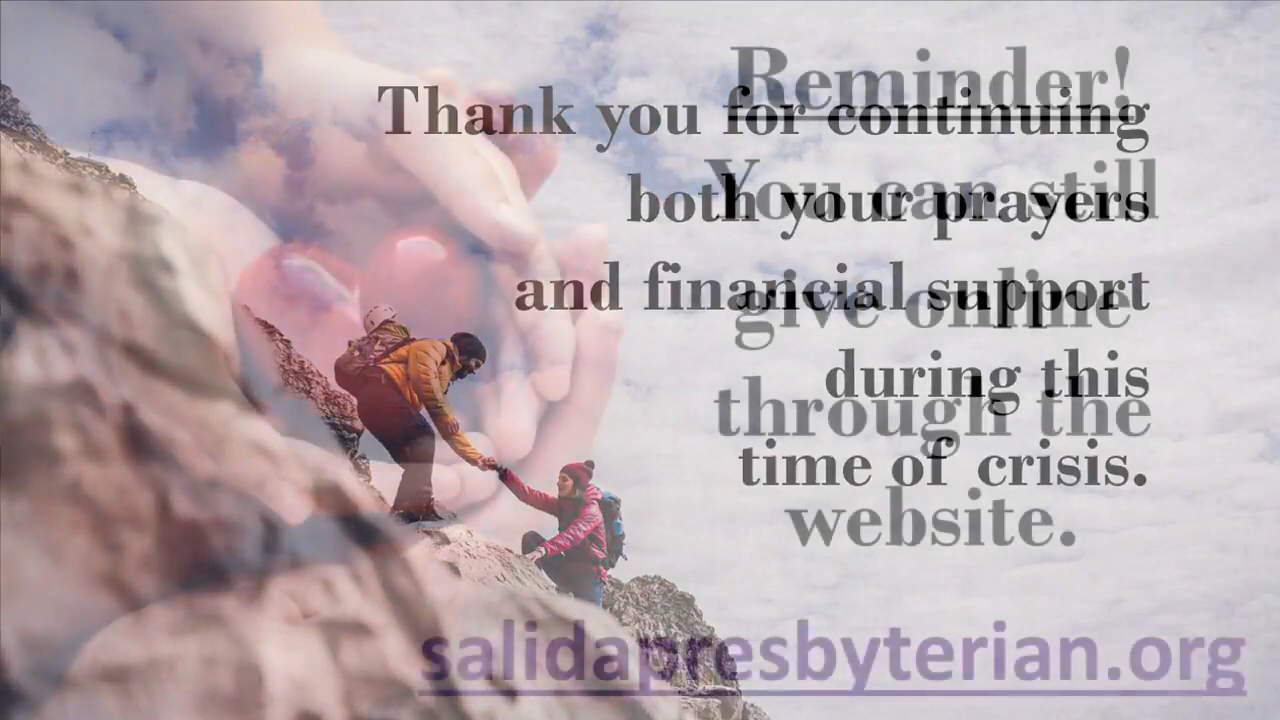 Reminder!
You can still
give online
through the
website.
salidapresbyterian.org
Thank you for continuing
both your prayers
and financial support
during this
time of crisis.